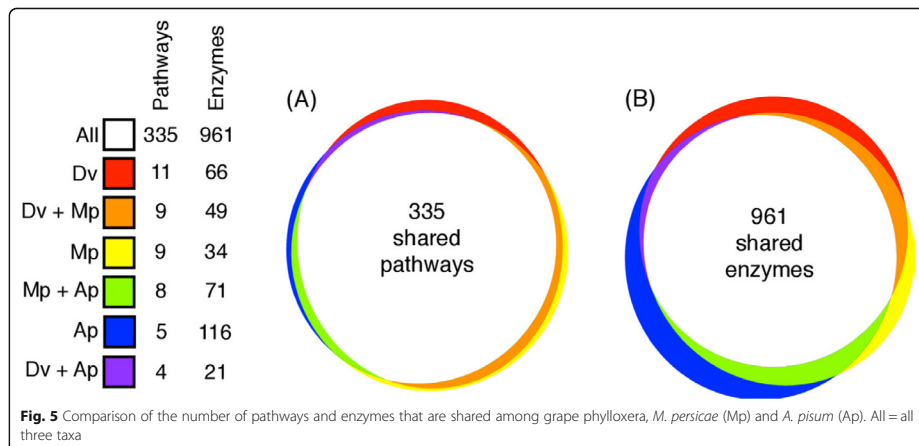 Pathways Enzymes
All 335 961
Dv 11 66
Dv + Mp 9 49
Mp 9 34
Mp + Ap 8 71
Ap 5 116
Dv + Ap 4 21
(A)
335
shared
pathways
(B)
961
shared
enzymes
Fig. 5 Comparison of the number of pathways and enzymes that are shared among grape phylloxera, M. persicae (Mp) and A. pisum (Ap). All = all
three taxa